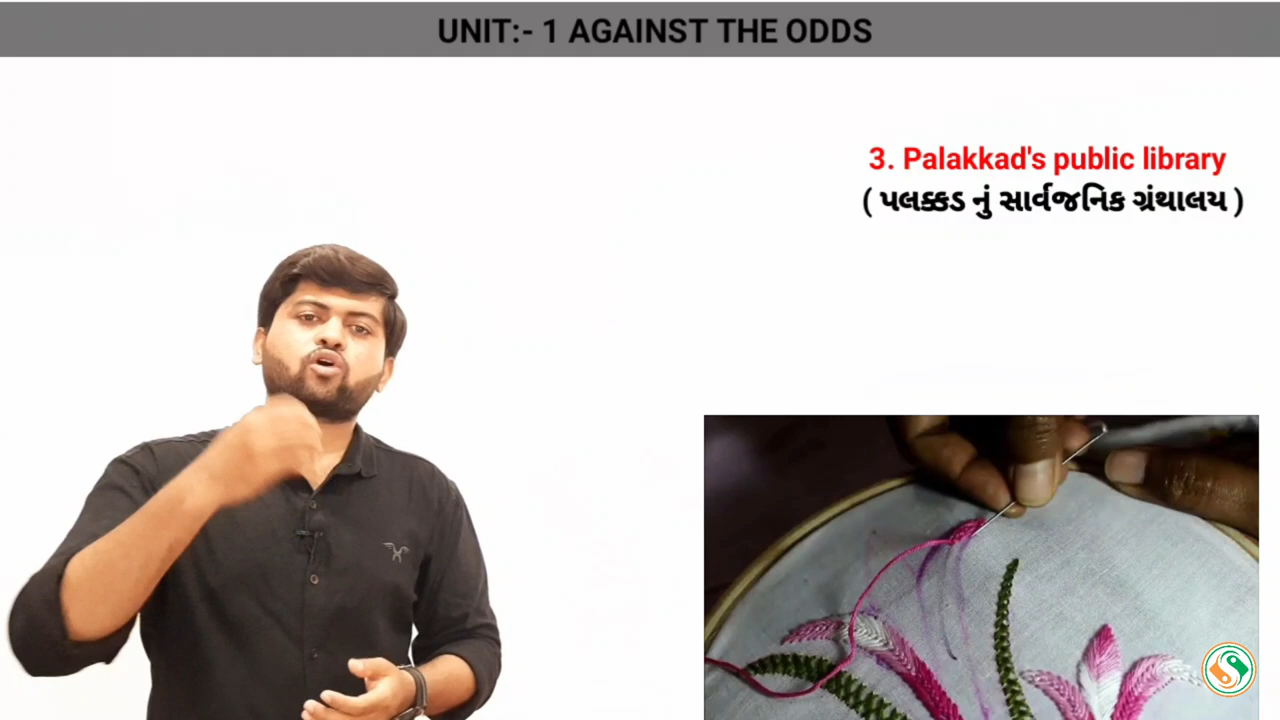 UNIT:- 1 AGAINST THE ODDS
3. Palakkad's public library
( પલક્કડ નું સાર્વજનિક ગ્રંથાલય )